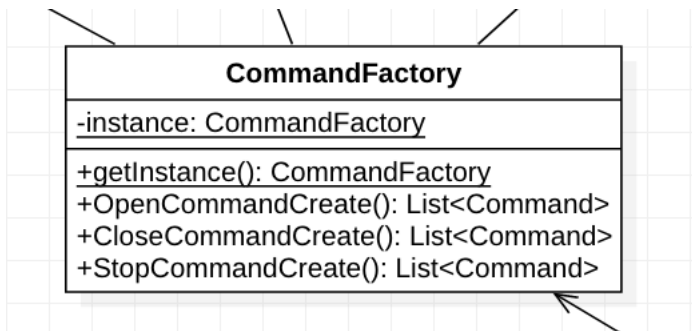 CommandFactory
-instance: CommandFactory
+getInstance(): CommandFactory
+OpenCommandCreate(): List<Command>
+CloseCommandCreate(): List<Command>
+StopCommandCreate(): List<Command>